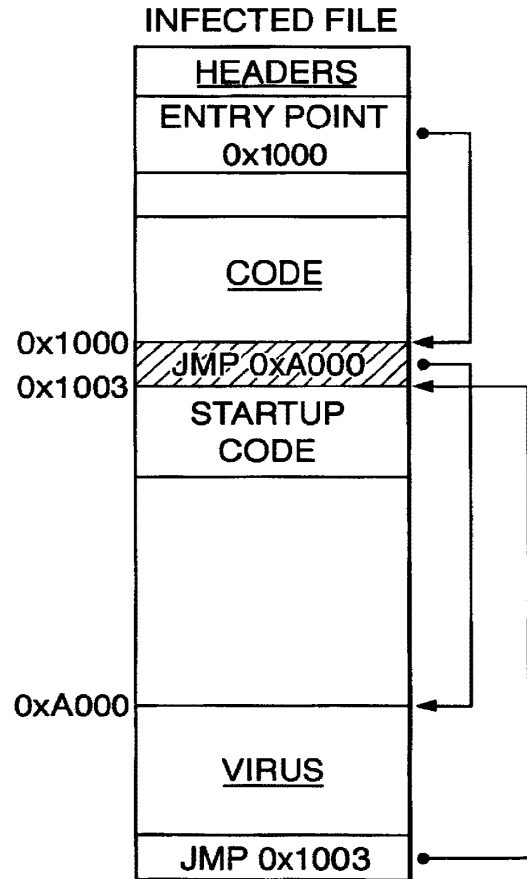 INFECTED FILE
HEADERS
ENTRY POINT
0x1000
CODE
0x1000
JMP 0xA000
0x1003
STARTUP
CODE
0xA000
VIRUS
JMP 0x1003